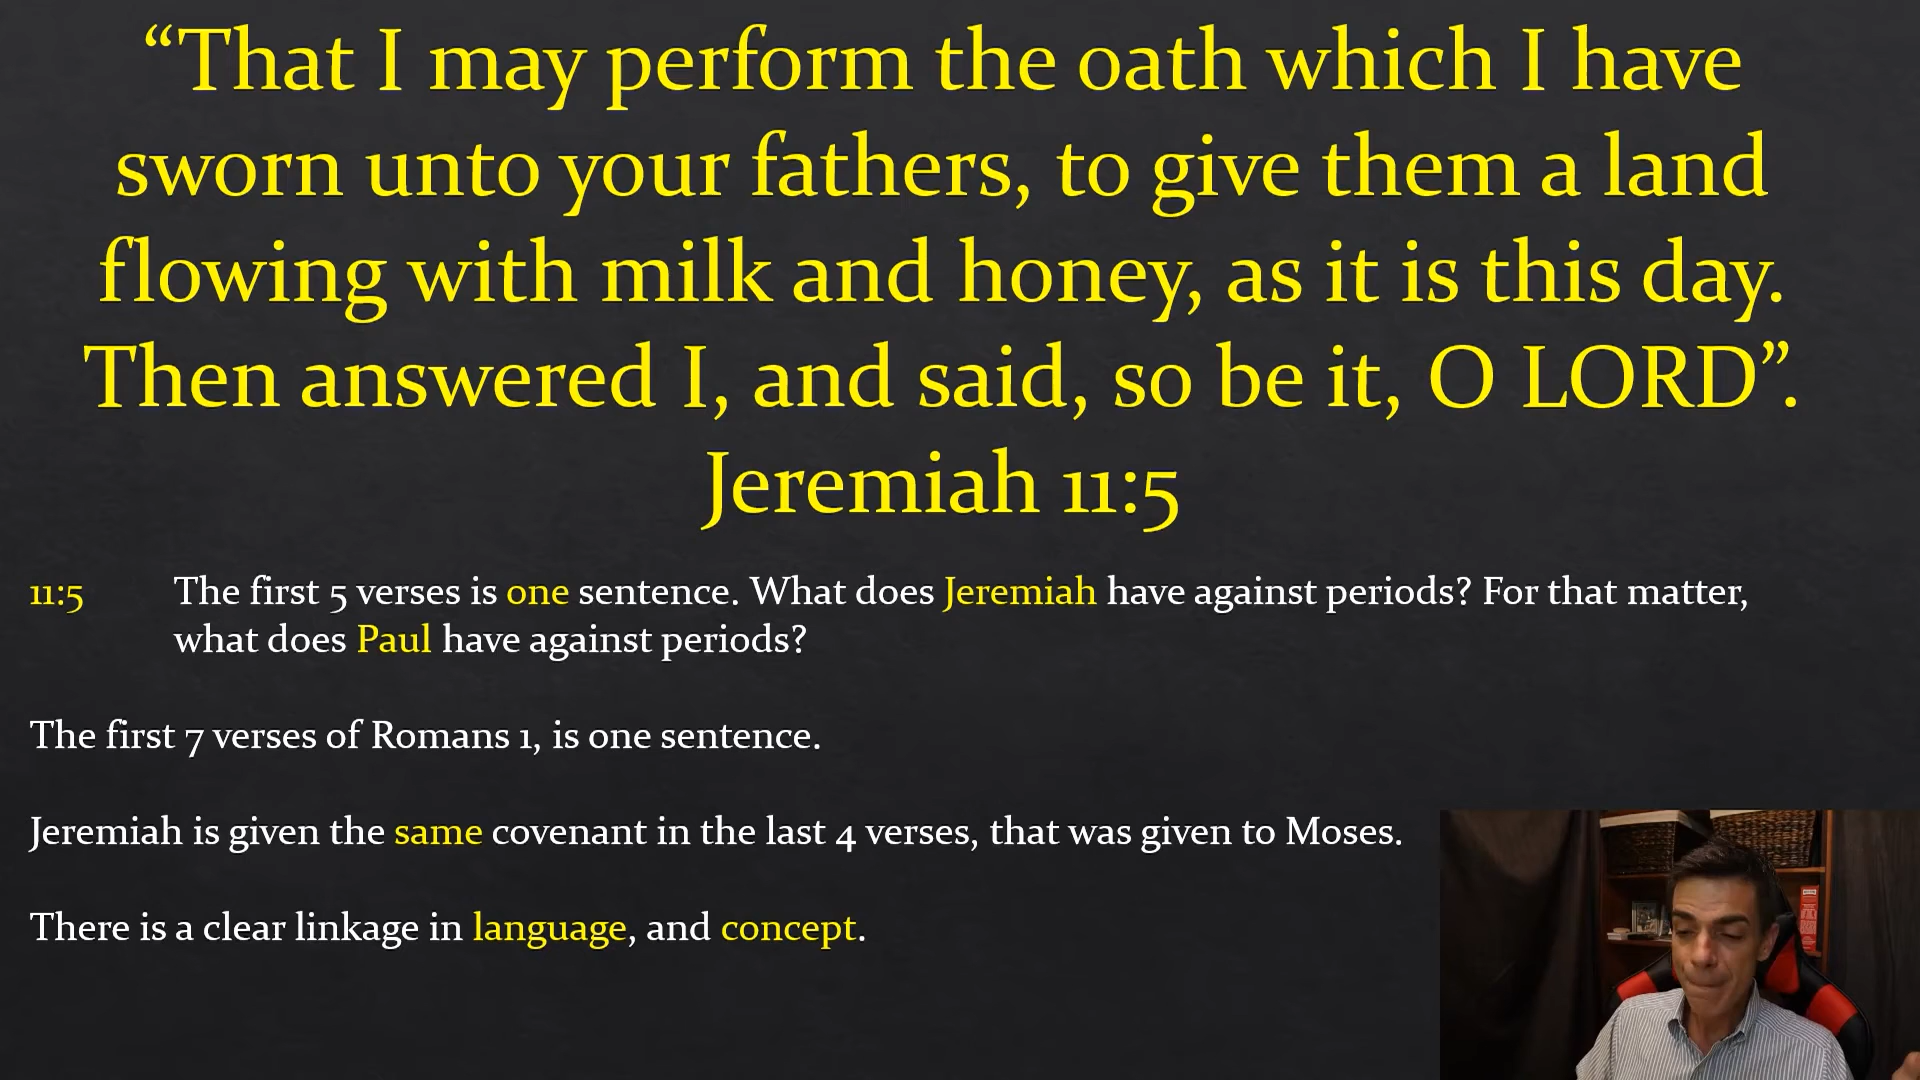 “That I may perform the oath which I have
sworn unto your fathers, to give them a land
flowing with milk and honey, as it is this day.
Then answered I, and said, so be it, O LORD”.
Jeremiah 11:5
11:5 The first 5 verses is one sentence. What does Jeremiah have against periods? For that matter,
what does Paul have against periods?
The first 7 verses of Romans 1, is one sentence.
Jeremiah is given the same covenant in the last 4 verses, that was given to Moses.
There is a clear linkage in language, and concept.